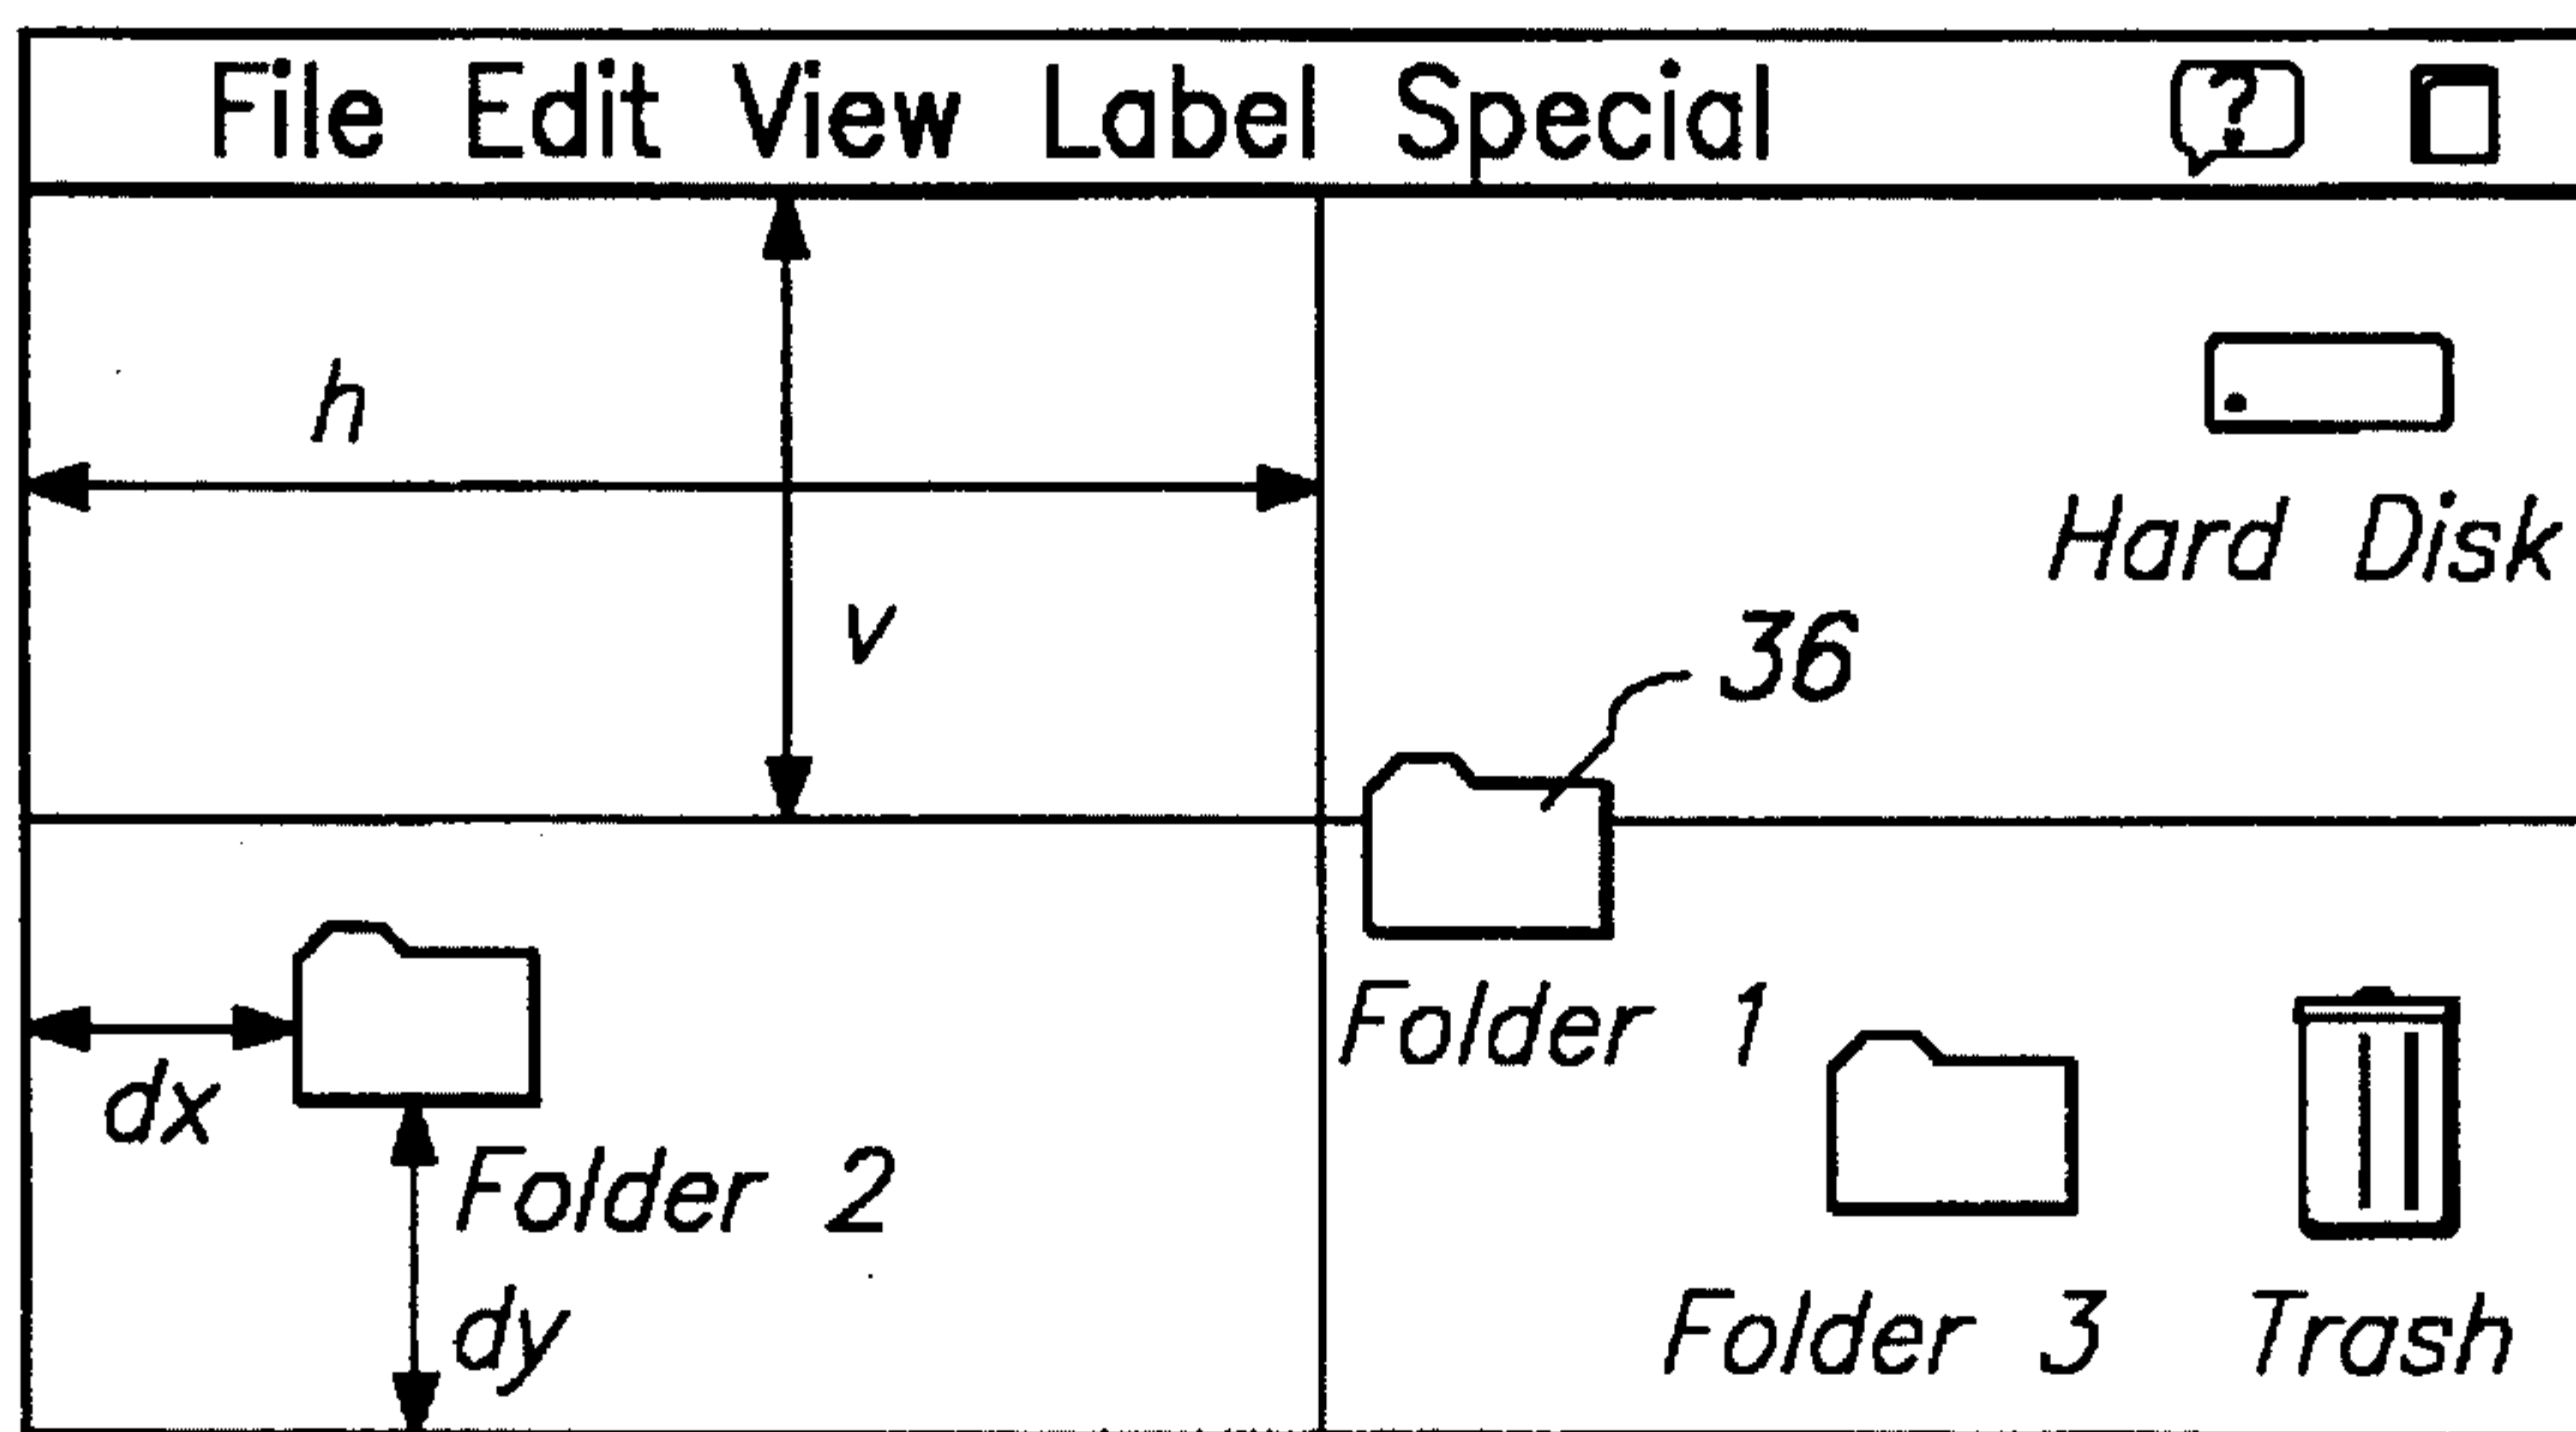 File Edit View Label Special ?
h
Hard Disk
v
36
Folder 1
dx
Folder 2
dy
Folder 3 Trash